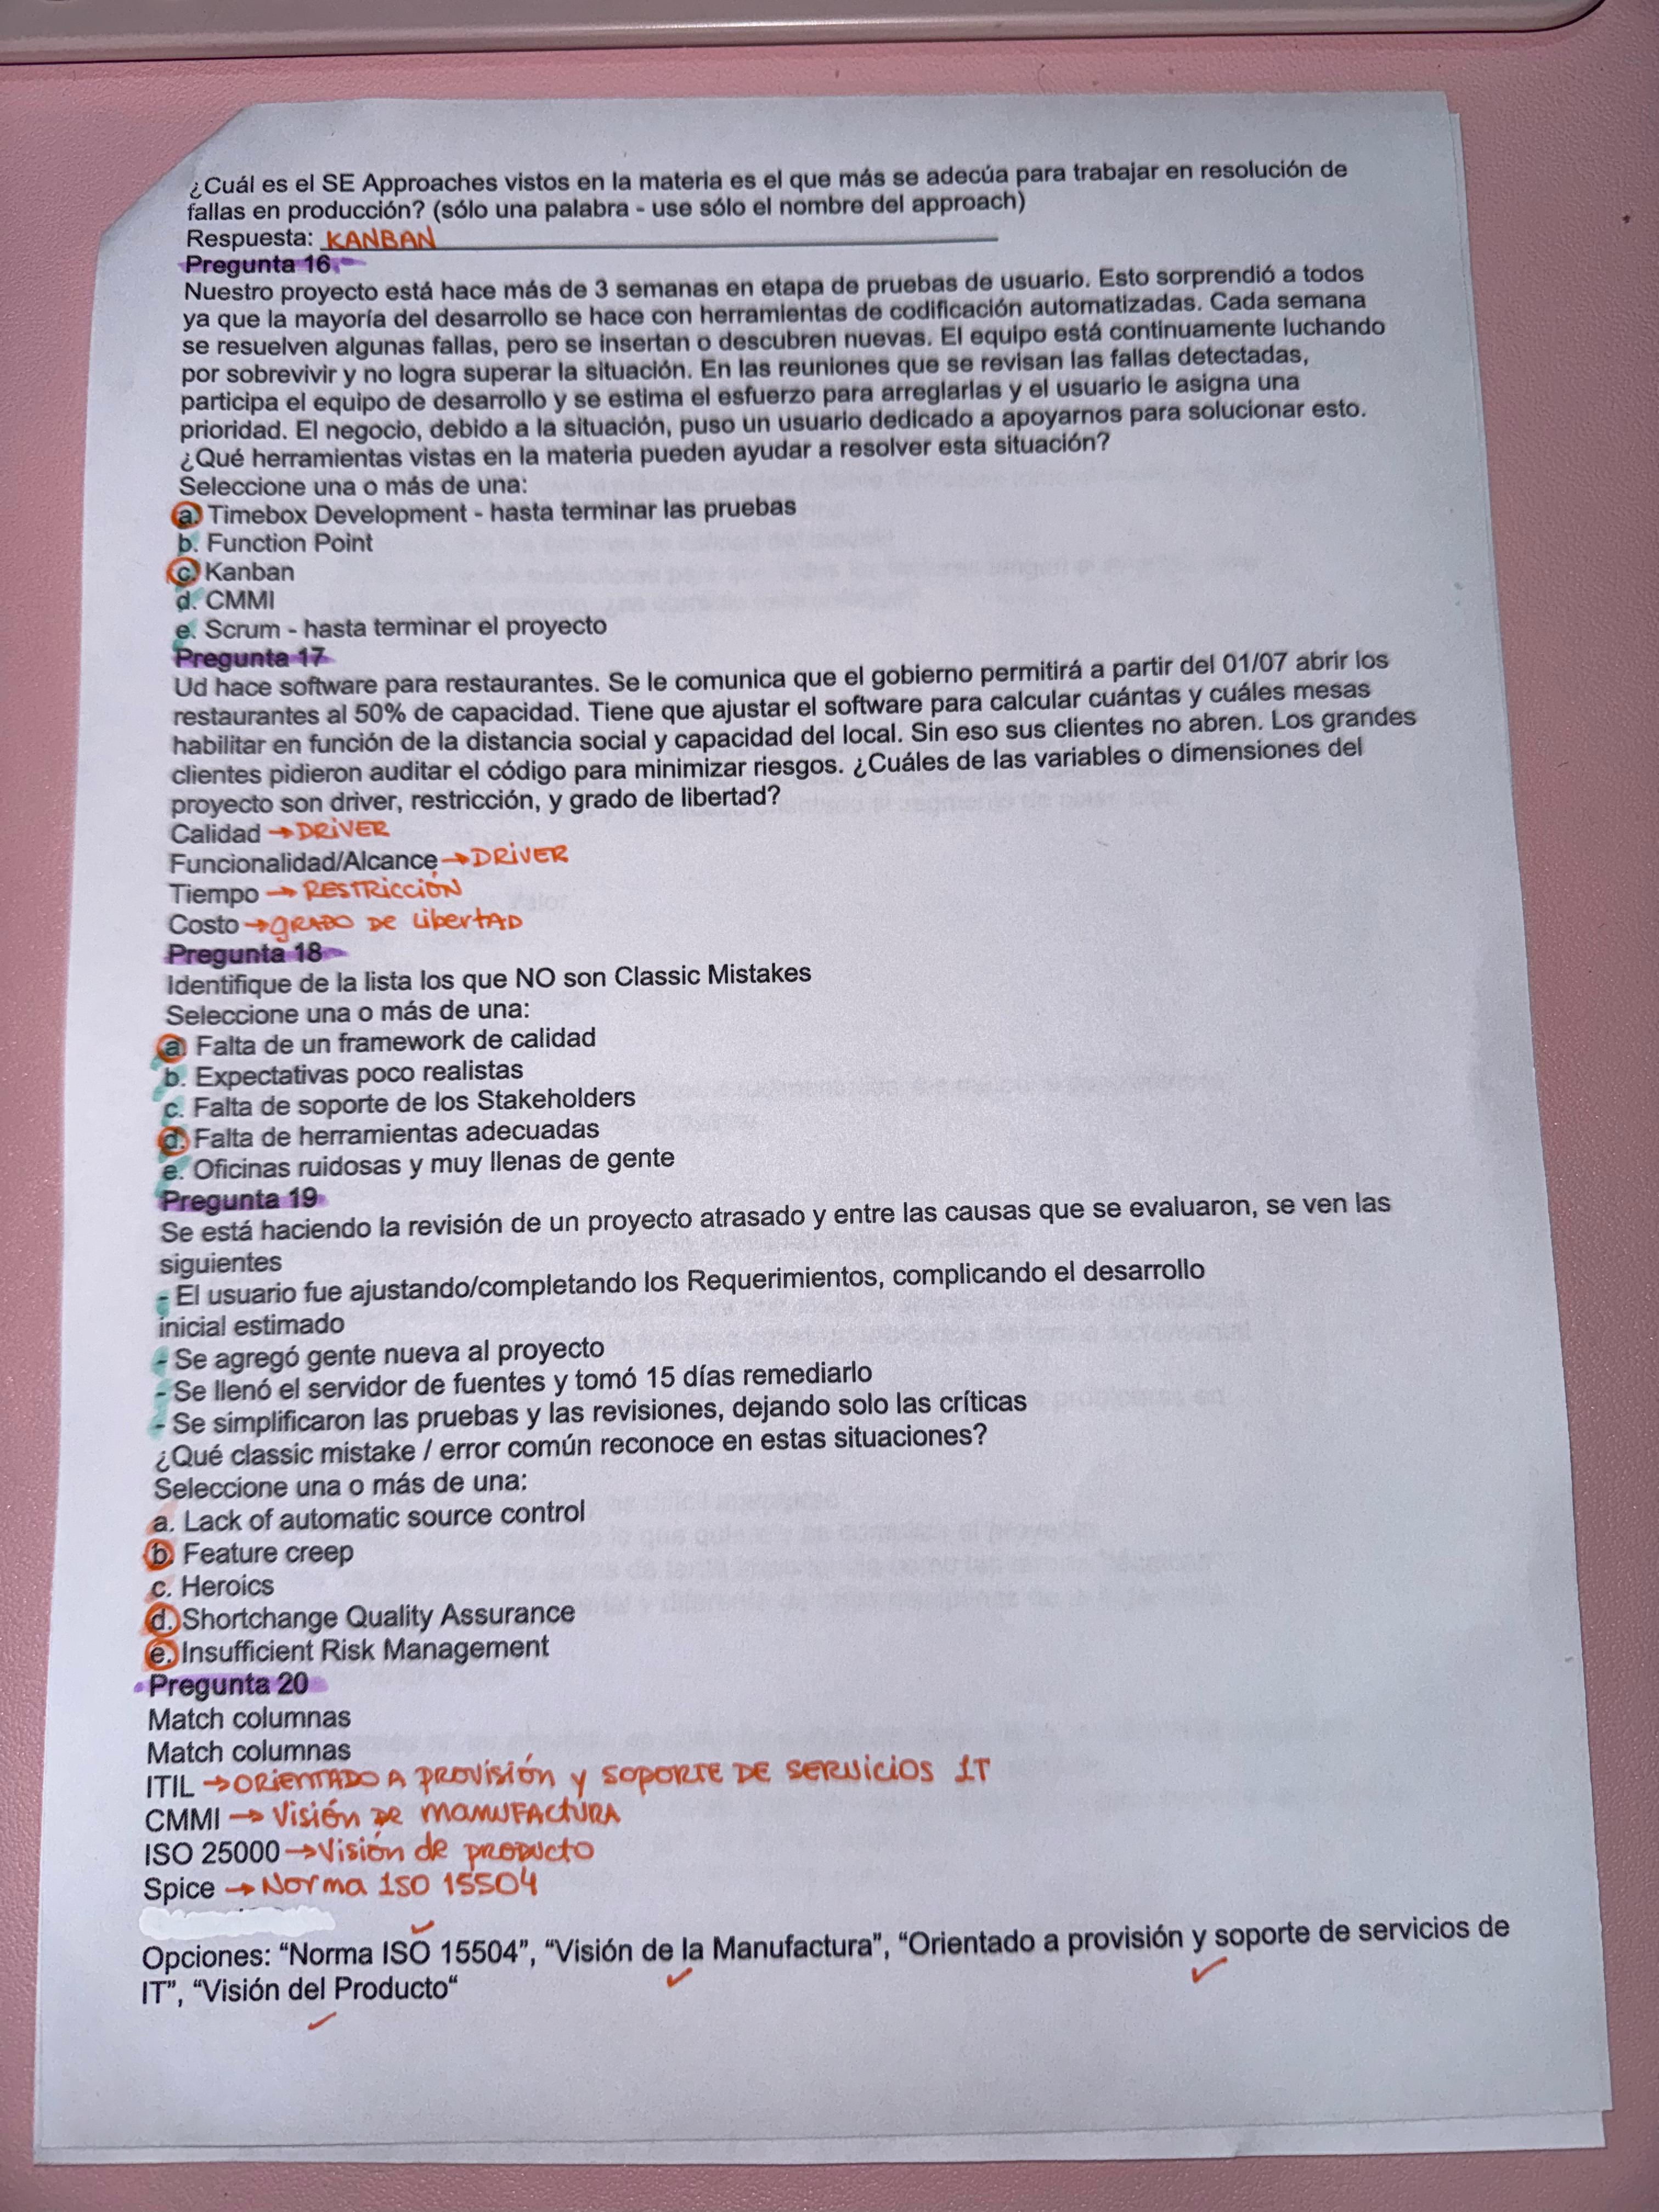 ¿Cuál es el SE Approaches vistos en la materia es el que más se adecúa para trabajar en resolución de
fallas en producción? (sólo una palabra - use sólo el nombre del approach)
Respuesta: KANBAN
Pregunta 16
Nuestro proyecto está hace más de 3 semanas en etapa de pruebas de usuario. Esto sorprendió a todos
ya que la mayoría del desarrollo se hace con herramientas de codificación automatizadas. Cada semana
se resuelven algunas fallas, pero se insertan o descubren nuevas. El equipo está continuamente luchando
por sobrevivir y no logra superar la situación. En las reuniones que se revisan las fallas detectadas,
participa el equipo de desarrollo y se estima el esfuerzo para arreglarlas y el usuario le asigna una
prioridad. El negocio, debido a la situación, puso un usuario dedicado a apoyarnos para solucionar esto.
¿Qué herramientas vistas en la materia pueden ayudar a resolver esta situación?
Seleccione una o más de una:
a. Timebox Development - hasta terminar las pruebas
b. Function Point
c. Kanban
d. CMMI
e. Scrum - hasta terminar el proyecto
Pregunta 17
Ud hace software para restaurantes. Se le comunica que el gobierno permitirá a partir del 01/07 abrir los
restaurantes al 50% de capacidad. Tiene que ajustar el software para calcular cuántas y cuáles mesas
habilitar en función de la distancia social y capacidad del local. Sin eso sus clientes no abren. Los grandes
clientes pidieron auditar el código para minimizar riesgos. ¿Cuáles de las variables o dimensiones del
proyecto son driver, restricción, y grado de libertad?
Calidad → DRIVER
Funcionalidad/Alcance → DRIVER
Tiempo → RESTRICCIÓN
Costo → GRADO DE LIBERTAD
Pregunta 18
Identifique de la lista los que NO son Classic Mistakes
Seleccione una o más de una:
a. Falta de un framework de calidad
b. Expectativas poco realistas
c. Falta de soporte de los Stakeholders
d. Falta de herramientas adecuadas
e. Oficinas ruidosas y muy llenas de gente
Pregunta 19
Se está haciendo la revisión de un proyecto atrasado y entre las causas que se evaluaron, se ven las
siguientes
- El usuario fue ajustando/completando los Requerimientos, complicando el desarrollo
inicial estimado
- Se agregó gente nueva al proyecto
- Se llenó el servidor de fuentes y tomó 15 días remediarlo
- Se simplificaron las pruebas y las revisiones, dejando solo las críticas
¿Qué classic mistake / error común reconoce en estas situaciones?
Seleccione una o más de una:
a. Lack of automatic source control
b. Feature creep
c. Heroics
d. Shortchange Quality Assurance
e. Insufficient Risk Management
Pregunta 20
Match columnas
Match columnas
ITIL → ORIENTADO A PROVISIÓN Y SOPORTE DE SERVICIOS IT
CMMI → VISIÓN DE MANUFACTURA
ISO 25000 → Visión de PRODUCTO
Spice → Norma ISO 15504
Opciones: “Norma ISO 15504”, “Visión de la Manufactura”, “Orientado a provisión y soporte de servicios de
IT”, “Visión del Producto“